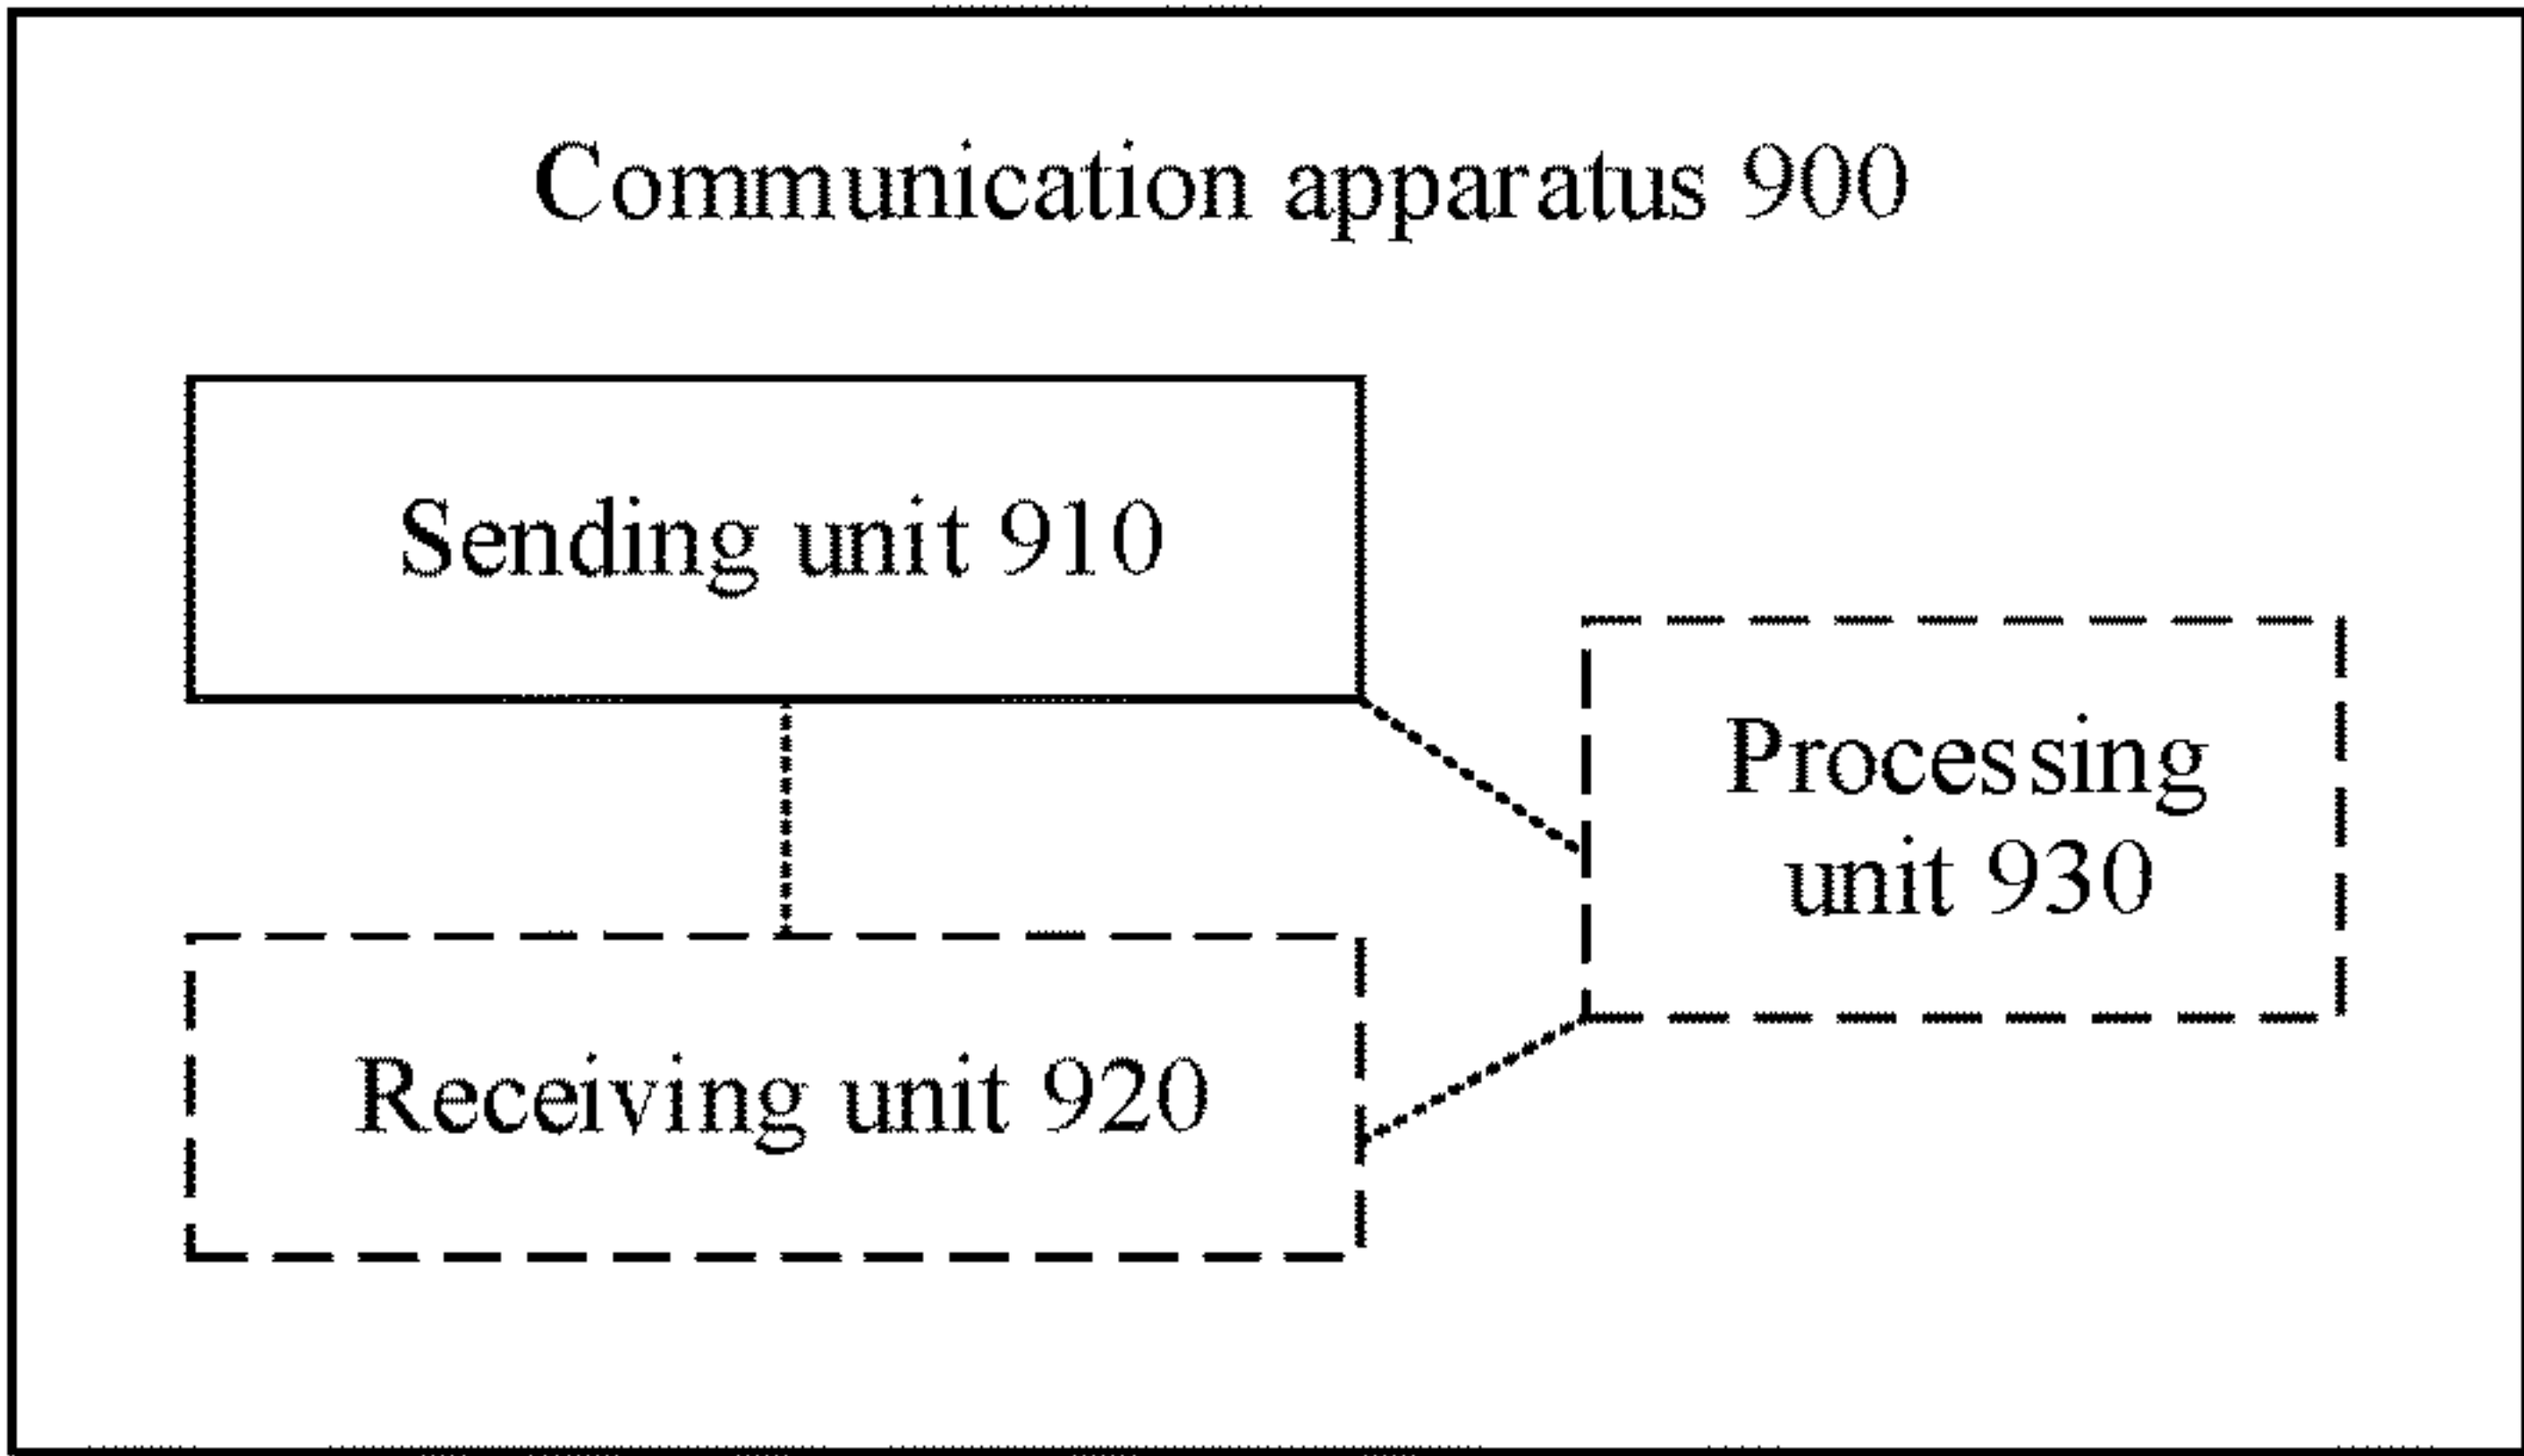 Communication apparatus 900
Sending unit 910
Processing
unit 930
Receiving unit 920